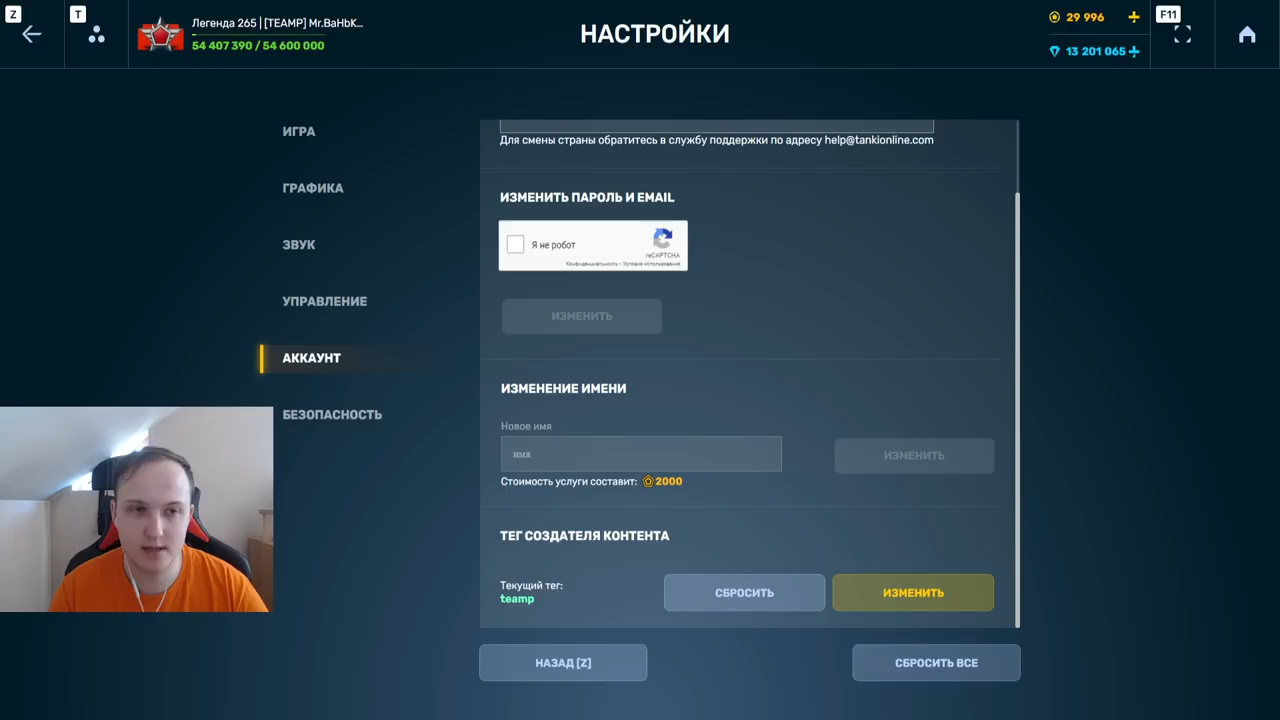 Z
T
Легенда 265 | [TEAMP] Mr.BaHbK...
54 407 390 / 54 600 000
НАСТРОЙКИ
29 996
13 201 065
F11
ИГРА
ГРАФИКА
ЗВУК
УПРАВЛЕНИЕ
АККАУНТ
БЕЗОПАСНОСТЬ
Для смены страны обратитесь в службу поддержки по адресу help@tankionline.com
ИЗМЕНИТЬ ПАРОЛЬ И EMAIL
Я не робот
reCAPTCHA
Конфиденциальность - Условия использования
ИЗМЕНИТЬ
ИЗМЕНЕНИЕ ИМЕНИ
Новое имя
имя
ИЗМЕНИТЬ
Стоимость услуги составит: 2000
ТЕГ СОЗДАТЕЛЯ КОНТЕНТА
Текущий тег:
teamp
СБРОСИТЬ
ИЗМЕНИТЬ
НАЗАД [Z]
СБРОСИТЬ ВСЕ